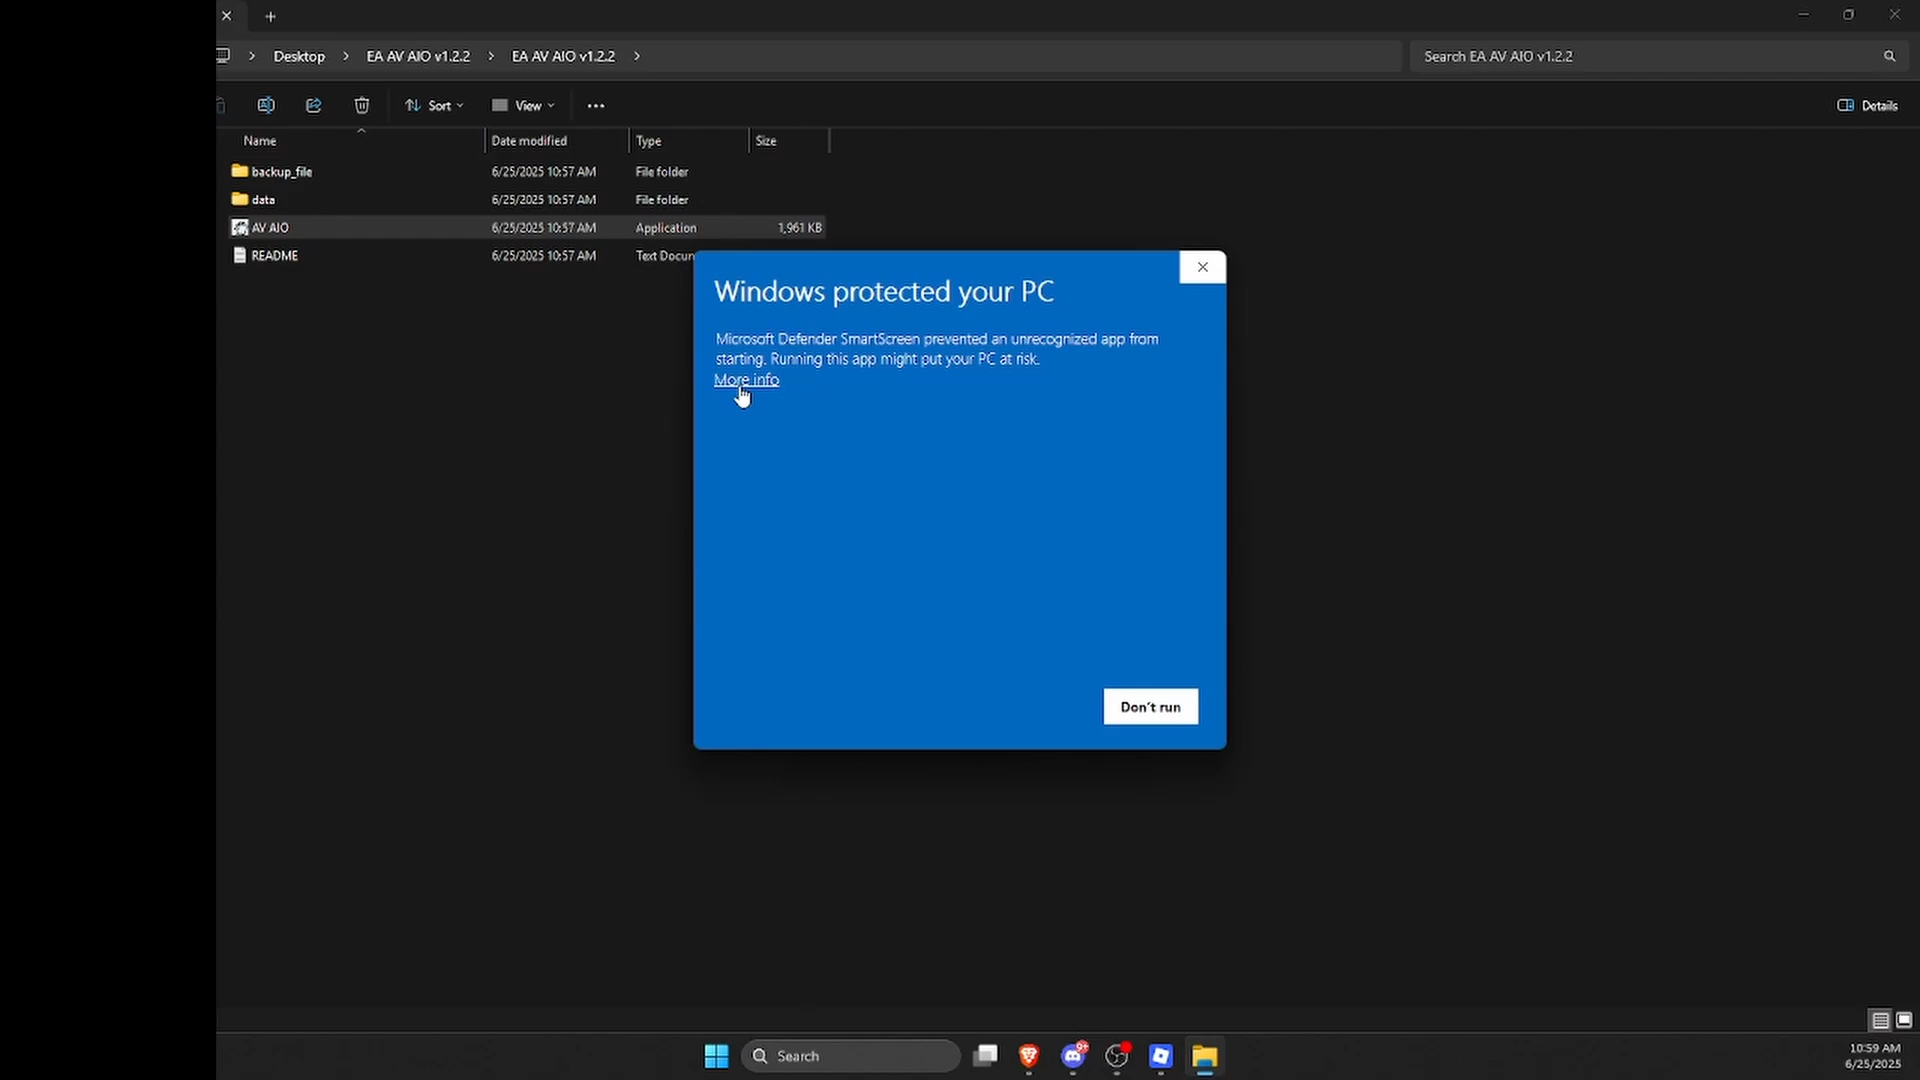 Desktop > EA AV AIO v1.2.2 > EA AV AIO v1.2.2 >
Search EA AV AIO v1.2.2
Sort
View
Details
Name Date modified Type Size
backup_file 6/25/2025 10:57 AM File folder
data 6/25/2025 10:57 AM File folder
AV AIO 6/25/2025 10:57 AM Application 1,961 KB
README 6/25/2025 10:57 AM Text Docun
Windows protected your PC
Microsoft Defender SmartScreen prevented an unrecognized app from
starting. Running this app might put your PC at risk.
More info
Don't run
Search
9+
10:59 AM
6/25/2025